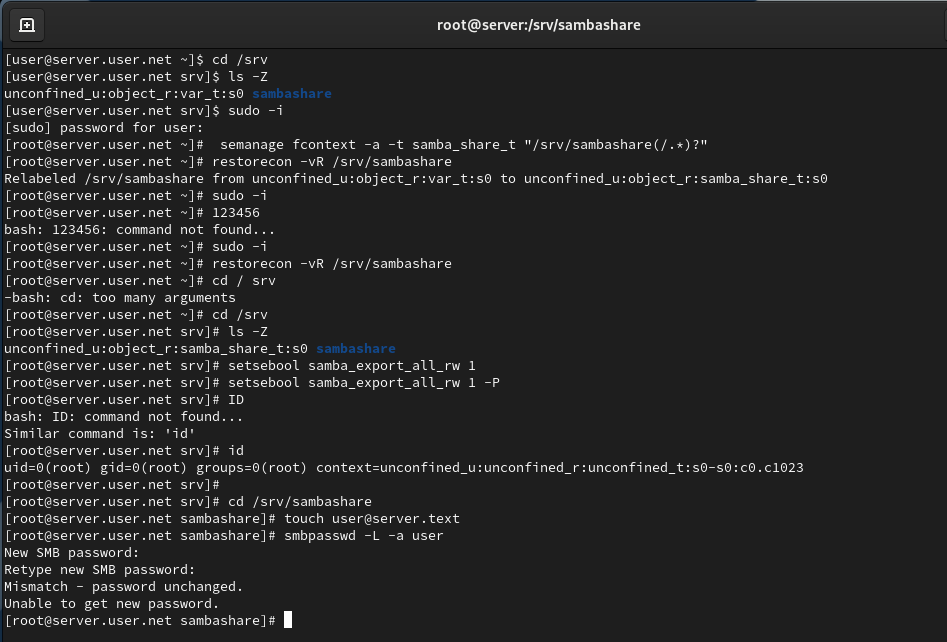 root@server:/srv/sambashare
[user@server.user.net ~]$ cd /srv
[user@server.user.net srv]$ ls -Z
unconfined_u:object_r:var_t:s0 sambashare
[user@server.user.net srv]$ sudo -i
[sudo] password for user:
[root@server.user.net ~]#  semanage fcontext -a -t samba_share_t "/srv/sambashare(/.*)?"
[root@server.user.net ~]# restorecon -vR /srv/sambashare
Relabeled /srv/sambashare from unconfined_u:object_r:var_t:s0 to unconfined_u:object_r:samba_share_t:s0
[root@server.user.net ~]# sudo -i
[root@server.user.net ~]# 123456
bash: 123456: command not found...
[root@server.user.net ~]# sudo -i
[root@server.user.net ~]# restorecon -vR /srv/sambashare
[root@server.user.net ~]# cd / srv
-bash: cd: too many arguments
[root@server.user.net ~]# cd /srv
[root@server.user.net srv]# ls -Z
unconfined_u:object_r:samba_share_t:s0 sambashare
[root@server.user.net srv]# setsebool samba_export_all_rw 1
[root@server.user.net srv]# setsebool samba_export_all_rw 1 -P
[root@server.user.net srv]# ID
bash: ID: command not found...
Similar command is: 'id'
[root@server.user.net srv]# id
uid=0(root) gid=0(root) groups=0(root) context=unconfined_u:unconfined_r:unconfined_t:s0-s0:c0.c1023
[root@server.user.net srv]#
[root@server.user.net srv]# cd /srv/sambashare
[root@server.user.net sambashare]# touch user@server.text
[root@server.user.net sambashare]# smbpasswd -L -a user
New SMB password:
Retype new SMB password:
Mismatch - password unchanged.
Unable to get new password.
[root@server.user.net sambashare]#